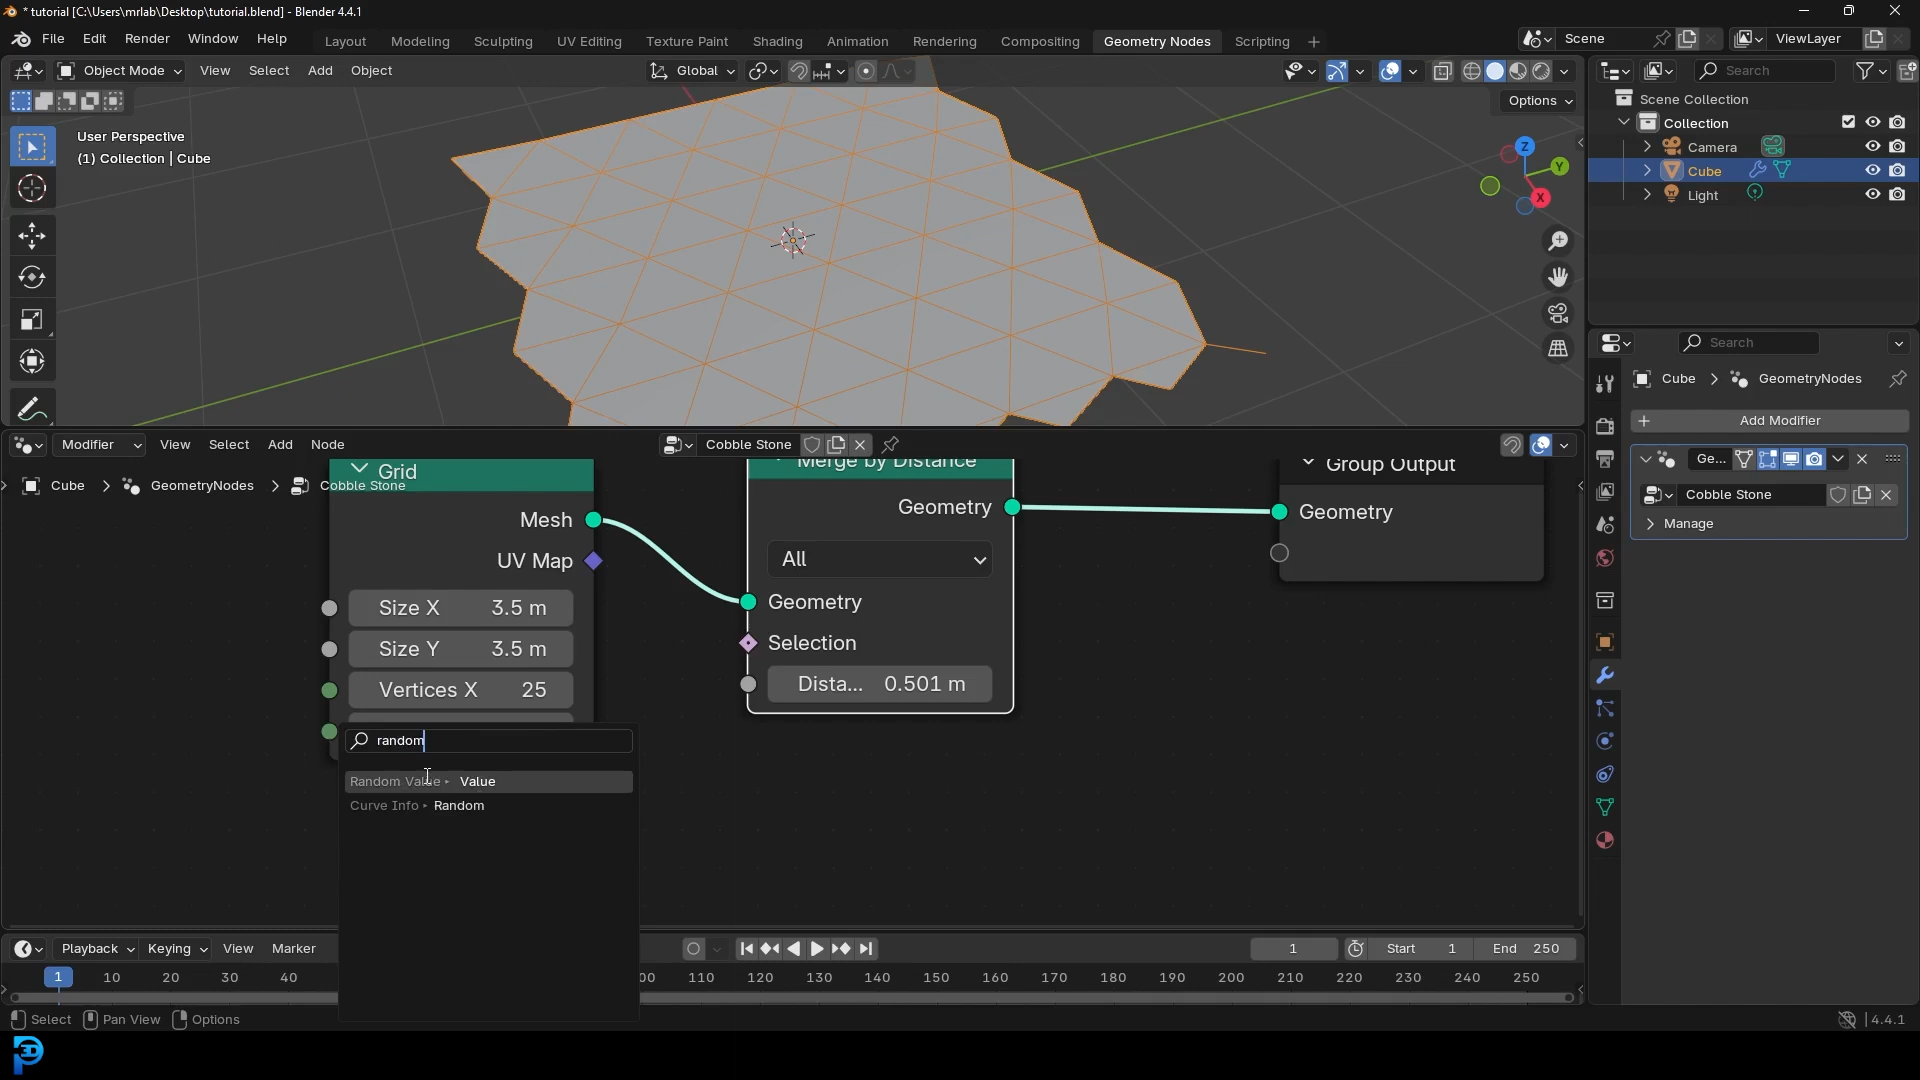 * tutorial [C:\Users\mrlab\Desktop\tutorial.blend] - Blender 4.4.1
File Edit Render Window Help
Layout Modeling Sculpting UV Editing Texture Paint Shading Animation Rendering Compositing Geometry Nodes Scripting
Scene ViewLayer
Object Mode View Select Add Object Global
Options
User Perspective
(1) Collection | Cube
Z
Y
X
Search
Scene Collection
Collection
Camera
Cube
Light
Search
Cube > GeometryNodes
Add Modifier
Ge...
Cobble Stone
Manage
Modifier View Select Add Node Cobble Stone
Cube > GeometryNodes > Cobble Stone
Grid
Mesh
UV Map
Size X 3.5 m
Size Y 3.5 m
Vertices X 25
Merge by Distance
Geometry
All
Geometry
Selection
Dista... 0.501 m
Group Output
Geometry
random
Random Value ▸ Value
Curve Info ▸ Random
Playback Keying View Marker
1 Start 1 End 250
1 10 20 30 40 00 110 120 130 140 150 160 170 180 190 200 210 220 230 240 250
Select Pan View Options
4.4.1